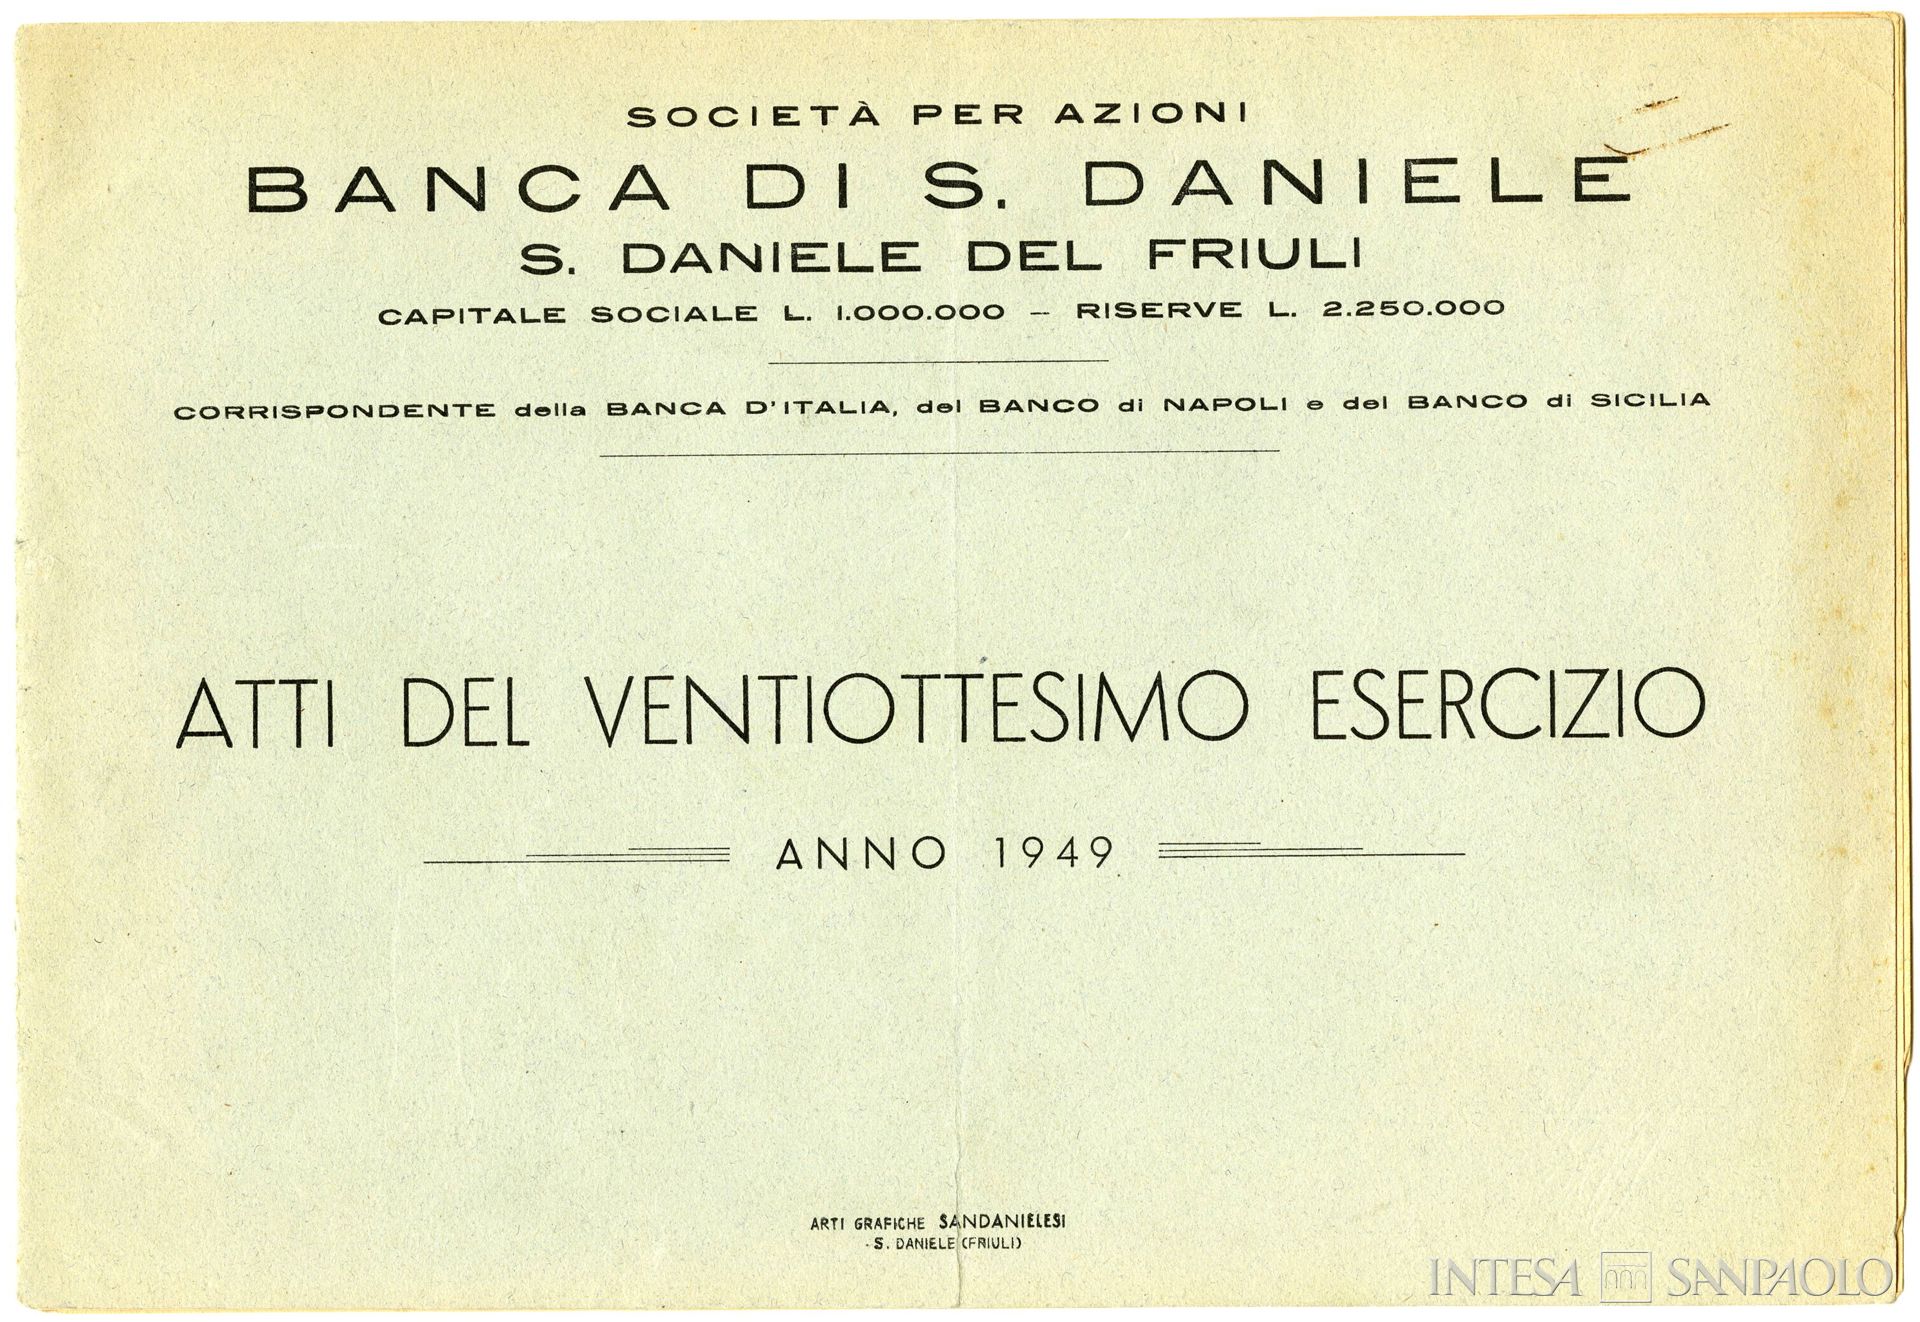 SOCIETÀ PER AZIONI
BANCA DI S. DANIELE
S. DANIELE DEL FRIULI
CAPITALE SOCIALE L. 1.000.000 – RISERVE L. 2.250.000
CORRISPONDENTE della BANCA D'ITALIA, del BANCO di NAPOLI e del BANCO di SICILIA
ATTI DEL VENTIOTTESIMO ESERCIZIO
ANNO 1949
ARTI GRAFICHE SANDANIELESI
S. DANIELE (FRIULI)
INTESA SANPAOLO